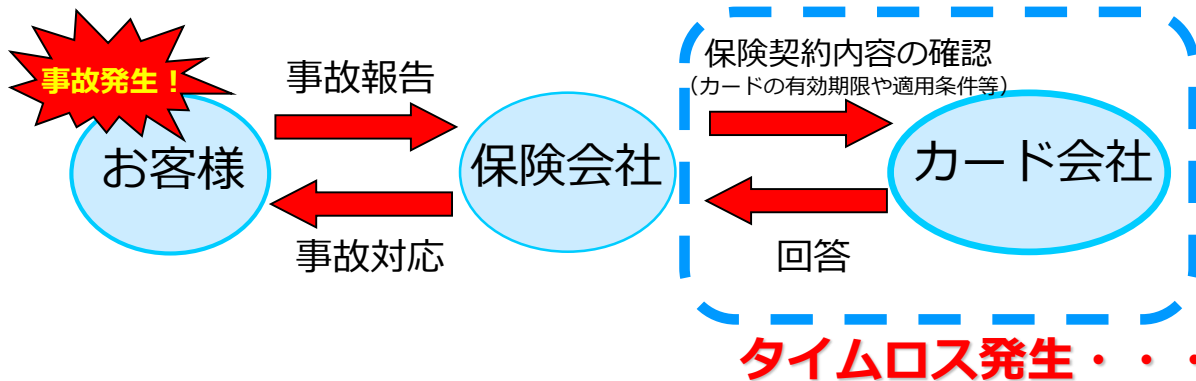 事故発生！
お客様
事故報告
事故対応
保険会社
保険契約内容の確認
（カードの有効期限や適用条件等）
回答
カード会社
タイムロス発生・・・